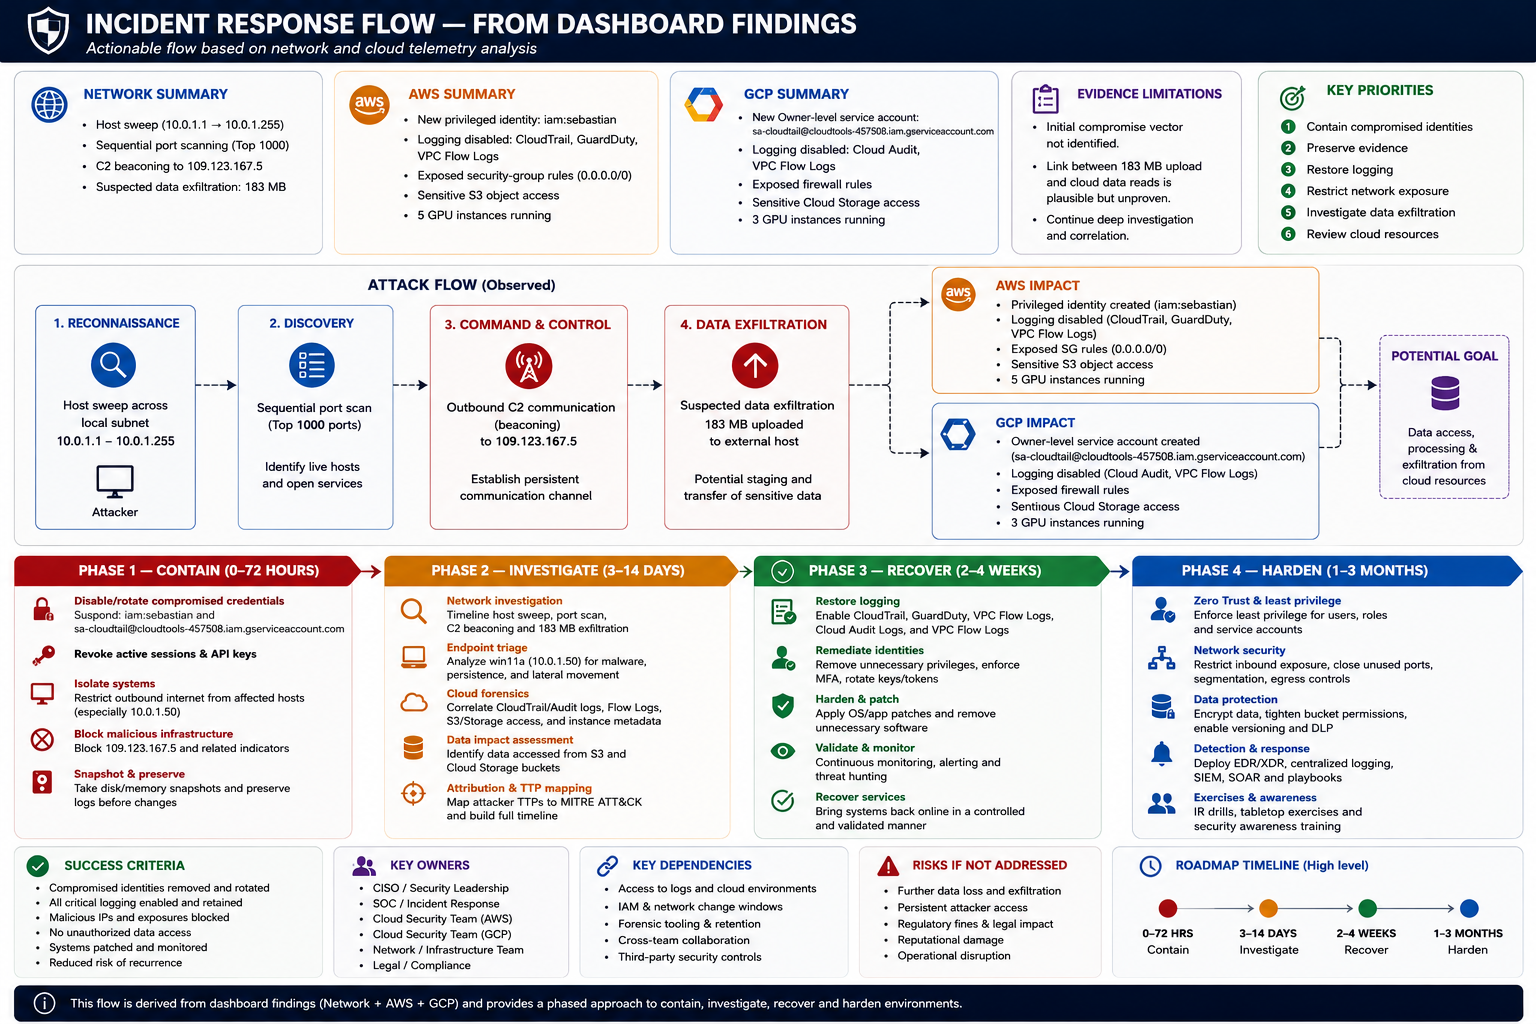 INCIDENT RESPONSE FLOW — FROM DASHBOARD FINDINGS
Actionable flow based on network and cloud telemetry analysis
NETWORK SUMMARY
• Host sweep (10.0.1.1 → 10.0.1.255)
• Sequential port scanning (Top 1000)
• C2 beaconing to 109.123.167.5
• Suspected data exfiltration: 183 MB
aws
AWS SUMMARY
• New privileged identity: iam:sebastian
• Logging disabled: CloudTrail, GuardDuty,
VPC Flow Logs
• Exposed security-group rules (0.0.0.0/0)
• Sensitive S3 object access
• 5 GPU instances running
GCP SUMMARY
• New Owner-level service account:
sa-cloudtail@cloudtools-457508.iam.gserviceaccount.com
• Logging disabled: Cloud Audit,
VPC Flow Logs
• Exposed firewall rules
• Sensitive Cloud Storage access
• 3 GPU instances running
EVIDENCE LIMITATIONS
• Initial compromise vector
not identified.
• Link between 183 MB upload
and cloud data reads is
plausible but unproven.
• Continue deep investigation
and correlation.
KEY PRIORITIES
1 Contain compromised identities
2 Preserve evidence
3 Restore logging
4 Restrict network exposure
5 Investigate data exfiltration
6 Review cloud resources
ATTACK FLOW (Observed)
1. RECONNAISSANCE
Host sweep across
local subnet
10.0.1.1 – 10.0.1.255
Attacker
2. DISCOVERY
Sequential port scan
(Top 1000 ports)
Identify live hosts
and open services
3. COMMAND & CONTROL
Outbound C2 communication
(beaconing)
to 109.123.167.5
Establish persistent
communication channel
4. DATA EXFILTRATION
Suspected data exfiltration
183 MB uploaded
to external host
Potential staging and
transfer of sensitive data
aws
AWS IMPACT
• Privileged identity created (iam:sebastian)
• Logging disabled (CloudTrail, GuardDuty,
VPC Flow Logs)
• Exposed SG rules (0.0.0.0/0)
• Sensitive S3 object access
• 5 GPU instances running
GCP IMPACT
• Owner-level service account created
(sa-cloudtail@cloudtools-457508.iam.gserviceaccount.com)
• Logging disabled (Cloud Audit, VPC Flow Logs)
• Exposed firewall rules
• Sentiious Cloud Storage access
• 3 GPU instances running
POTENTIAL GOAL
Data access,
processing &
exfiltration from
cloud resources
PHASE 1 — CONTAIN (0–72 HOURS)
Disable/rotate compromised credentials
Suspend: iam:sebastian and
sa-cloudtail@cloudtools-457508.iam.gserviceaccount.com
Revoke active sessions & API keys
Isolate systems
Restrict outbound internet from affected hosts
(especially 10.0.1.50)
Block malicious infrastructure
Block 109.123.167.5 and related indicators
Snapshot & preserve
Take disk/memory snapshots and preserve
logs before changes
PHASE 2 — INVESTIGATE (3–14 DAYS)
Network investigation
Timeline host sweep, port scan,
C2 beaconing and 183 MB exfiltration
Endpoint triage
Analyze win11a (10.0.1.50) for malware,
persistence, and lateral movement
Cloud forensics
Correlate CloudTrail/Audit logs, Flow Logs,
S3/Storage access, and instance metadata
Data impact assessment
Identify data accessed from S3 and
Cloud Storage buckets
Attribution & TTP mapping
Map attacker TTPs to MITRE ATT&CK
and build full timeline
PHASE 3 — RECOVER (2–4 WEEKS)
Restore logging
Enable CloudTrail, GuardDuty, VPC Flow Logs,
Cloud Audit Logs, and VPC Flow Logs
Remediate identities
Remove unnecessary privileges, enforce
MFA, rotate keys/tokens
Harden & patch
Apply OS/app patches and remove
unnecessary software
Validate & monitor
Continuous monitoring, alerting and
threat hunting
Recover services
Bring systems back online in a controlled
and validated manner
PHASE 4 — HARDEN (1–3 MONTHS)
Zero Trust & least privilege
Enforce least privilege for users, roles
and service accounts
Network security
Restrict inbound exposure, close unused ports,
segmentation, egress controls
Data protection
Encrypt data, tighten bucket permissions,
enable versioning and DLP
Detection & response
Deploy EDR/XDR, centralized logging,
SIEM, SOAR and playbooks
Exercises & awareness
IR drills, tabletop exercises and
security awareness training
SUCCESS CRITERIA
• Compromised identities removed and rotated
• All critical logging enabled and retained
• Malicious IPs and exposures blocked
• No unauthorized data access
• Systems patched and monitored
• Reduced risk of recurrence
KEY OWNERS
• CISO / Security Leadership
• SOC / Incident Response
• Cloud Security Team (AWS)
• Cloud Security Team (GCP)
• Network / Infrastructure Team
• Legal / Compliance
KEY DEPENDENCIES
• Access to logs and cloud environments
• IAM & network change windows
• Forensic tooling & retention
• Cross-team collaboration
• Third-party security controls
RISKS IF NOT ADDRESSED
• Further data loss and exfiltration
• Persistent attacker access
• Regulatory fines & legal impact
• Reputational damage
• Operational disruption
ROADMAP TIMELINE (High level)
0–72 HRS
Contain
3–14 DAYS
Investigate
2–4 WEEKS
Recover
1–3 MONTHS
Harden
This flow is derived from dashboard findings (Network + AWS + GCP) and provides a phased approach to contain, investigate, recover and harden environments.